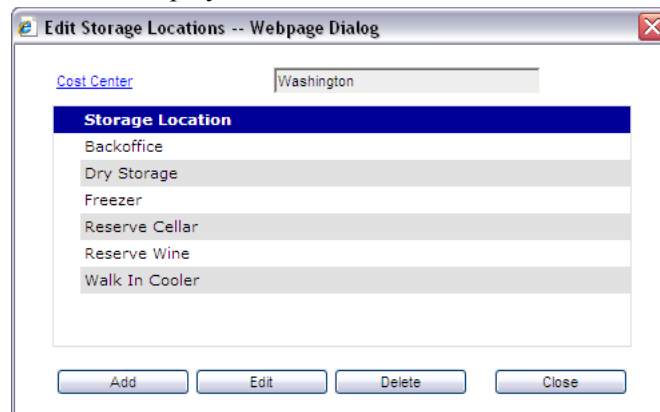 Edit Storage Locations -- Webpage Dialog
Cost Center Washington
Storage Location
Backoffice
Dry Storage
Freezer
Reserve Cellar
Reserve Wine
Walk In Cooler
Add Edit Delete Close